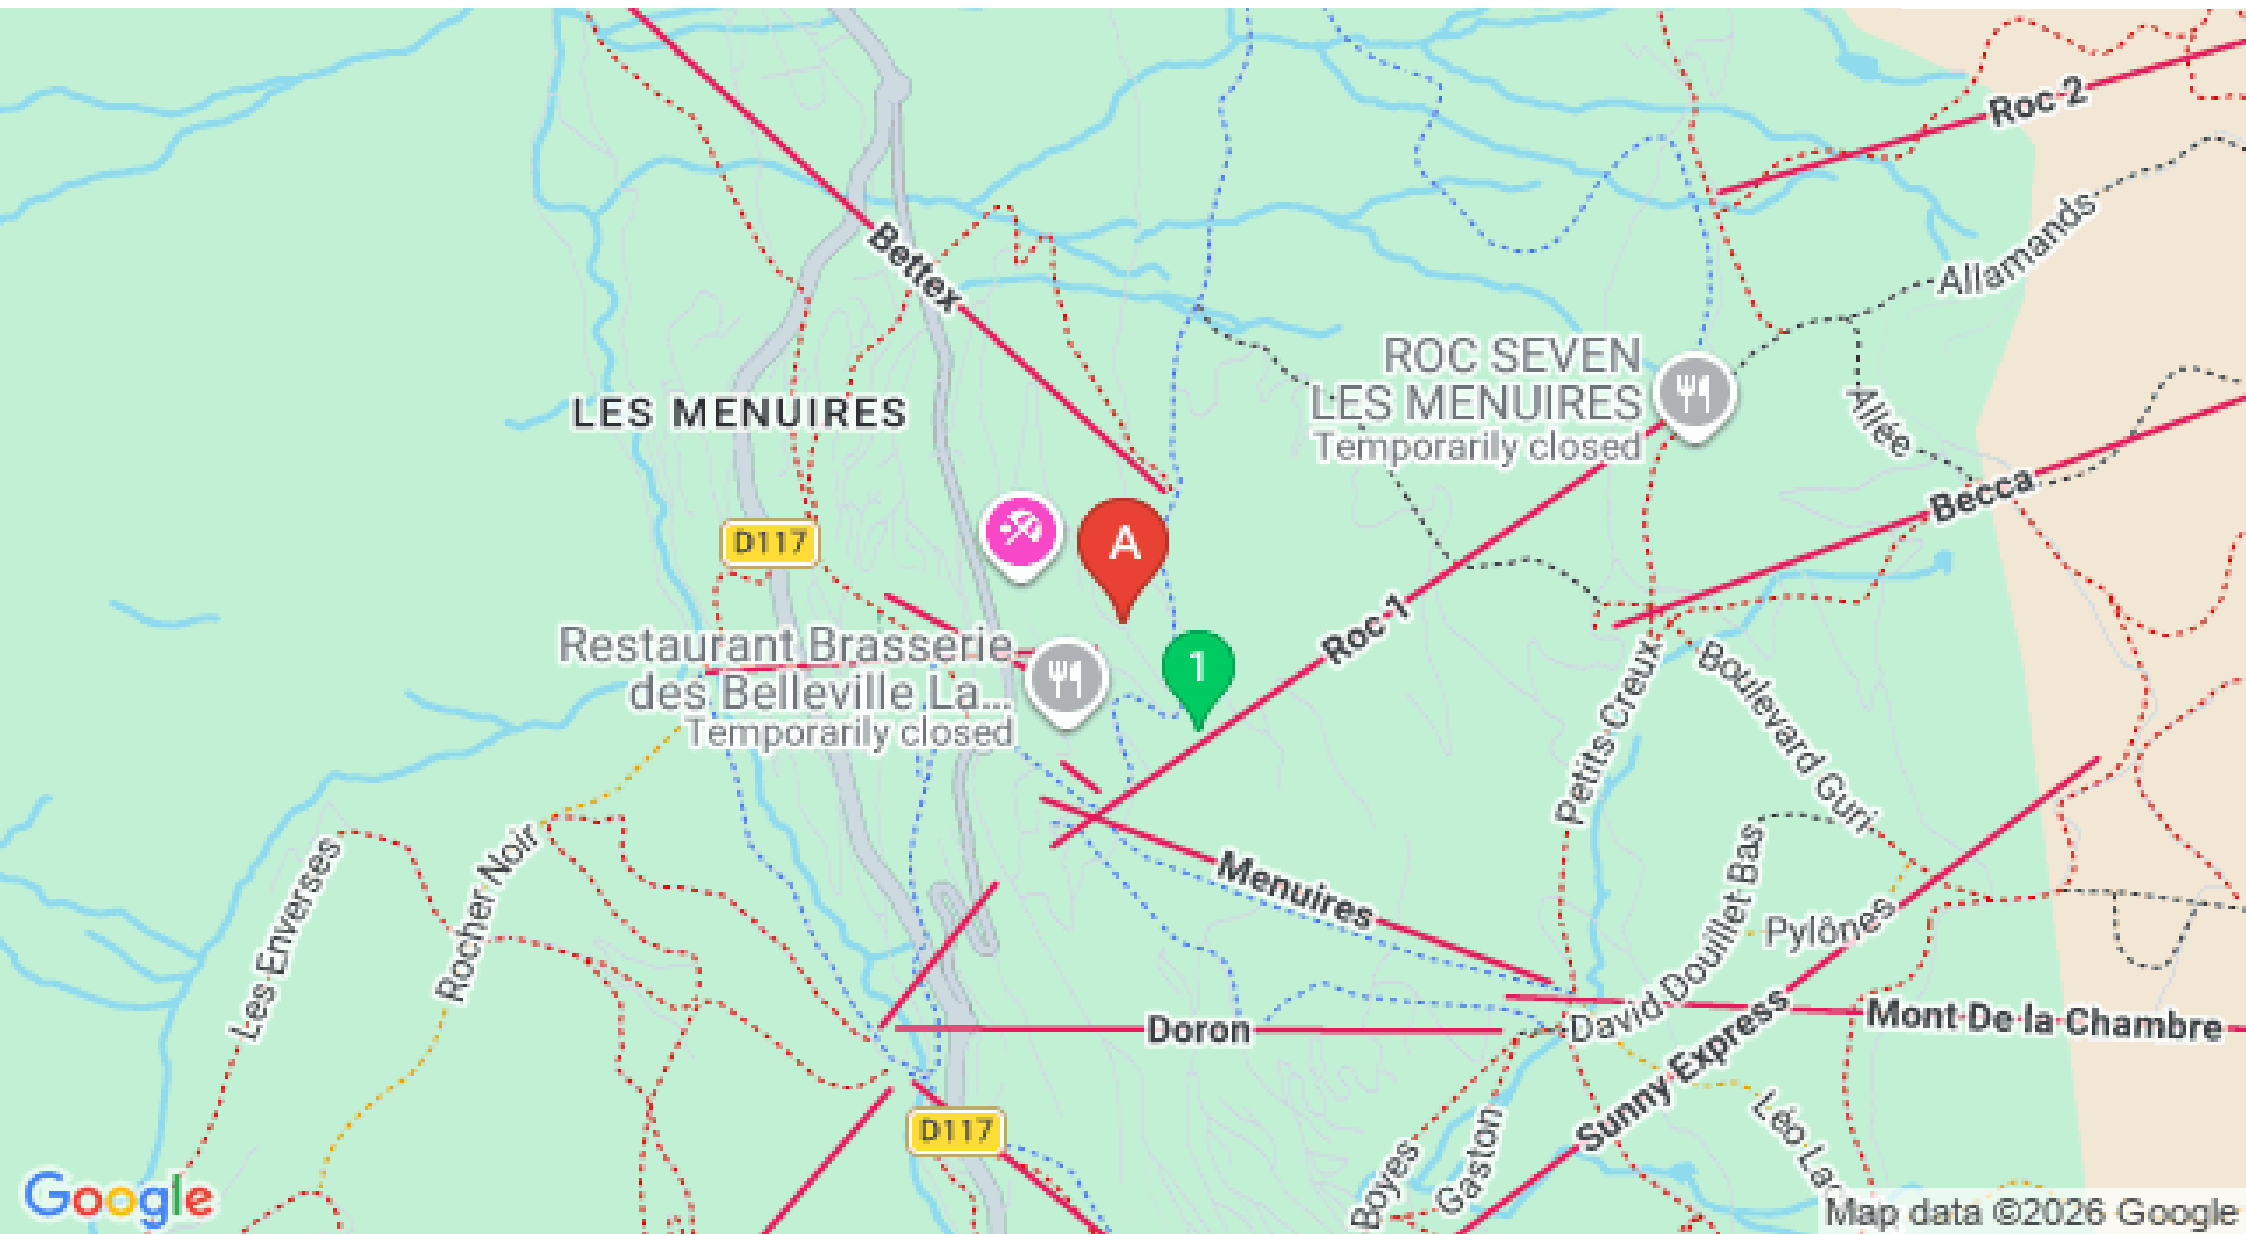 Roc 2
Bettex
Allamands
ROC SEVEN
LES MENUIRES
Temporarily closed
LES MENUIRES
Allée
Becca
D117
A
Roc 1
1
Restaurant Brasserie
des Belleville La...
Temporarily closed
Petits Creux
Boulevard Guri
Les Enverses
Rocher Noir
Menuires
David Douillet Bas
Pylônes
Doron
Mont De la Chambre
Sunny Express
D117
Boyes
Gaston
Léo Lac
Google
Map data ©2026 Google